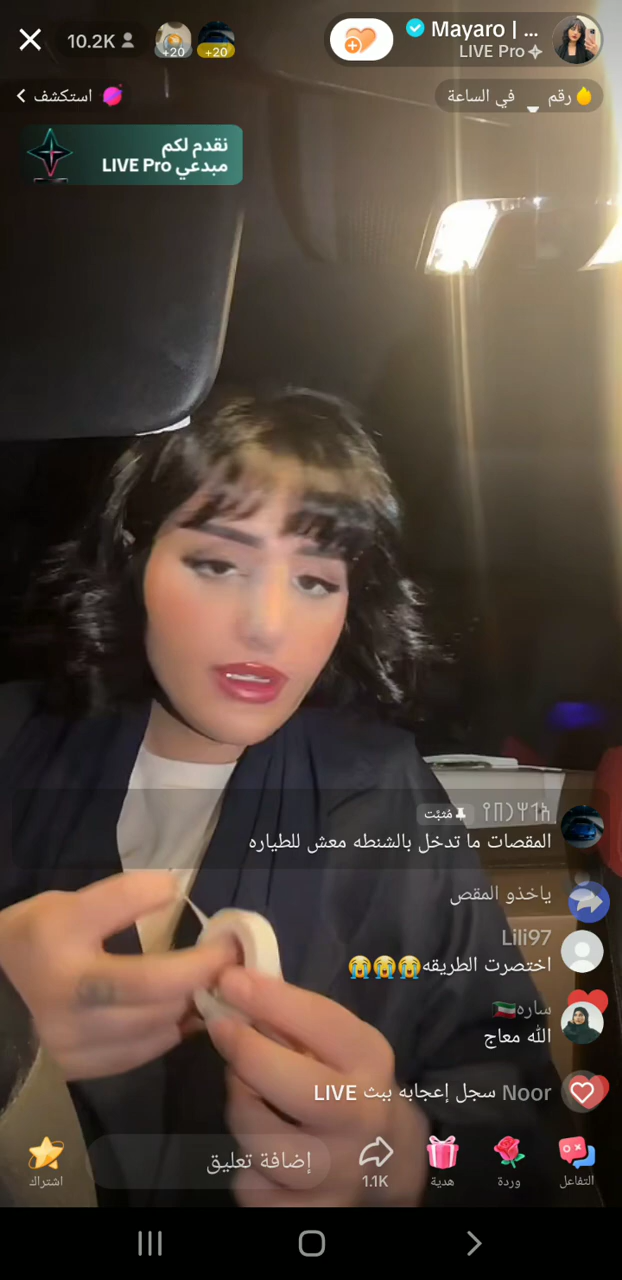 10.2K
+20
+20
Mayaro | ...
LIVE Pro
استكشف
رقم في الساعة
نقدم لكم
مبدعي LIVE Pro
مُثبَّت
المقصات ما تدخل بالشنطه معش للطياره
ياخذو المقص
Lili97
اختصرت الطريقه😭😭😭
ساره🇰🇼
الله معاج
Noor سجل إعجابه ببث LIVE
اشتراك
إضافة تعليق
1.1K
هدية
وردة
التفاعل